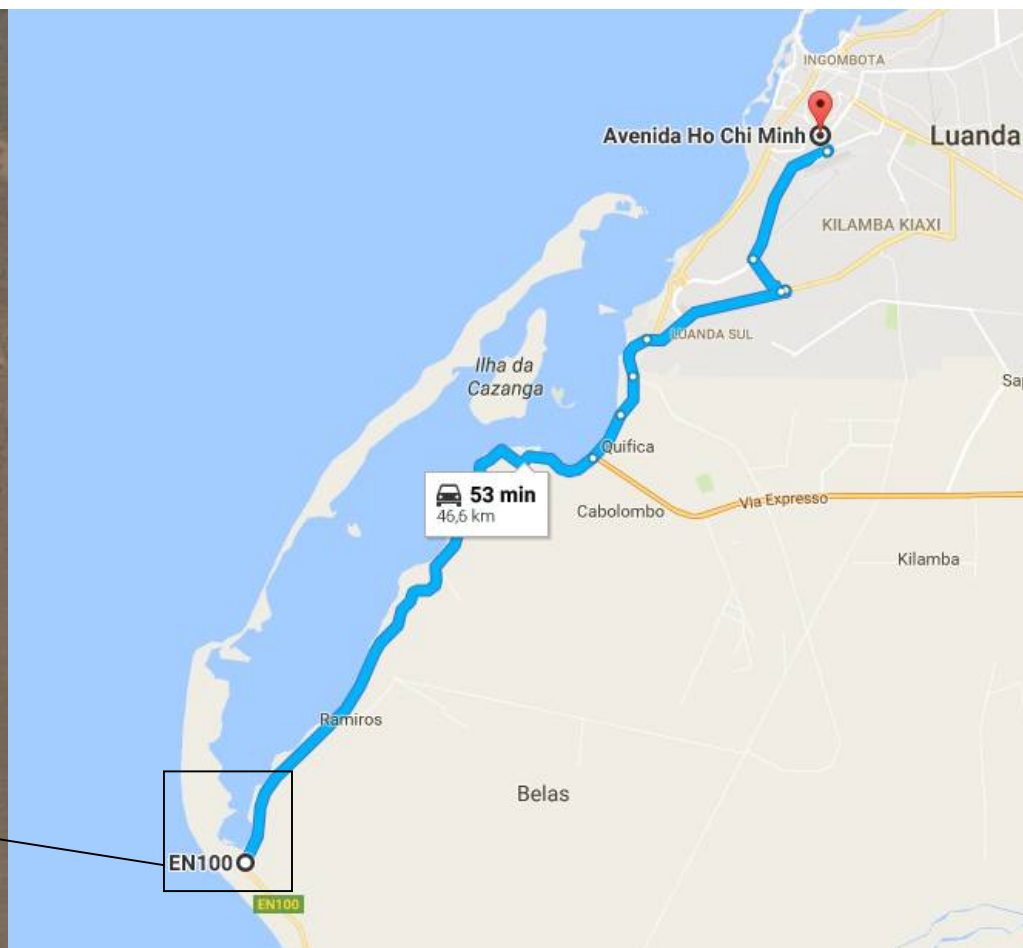 INGOMBOTA
Avenida Ho Chi Minh
Luanda
KILAMBA KIAXI
LUANDA SUL
Ilha da
Cazanga
Quifica
53 min
46,6 km
Cabolombo
Via Expresso
Kilamba
Ramiros
Belas
EN100
EN100